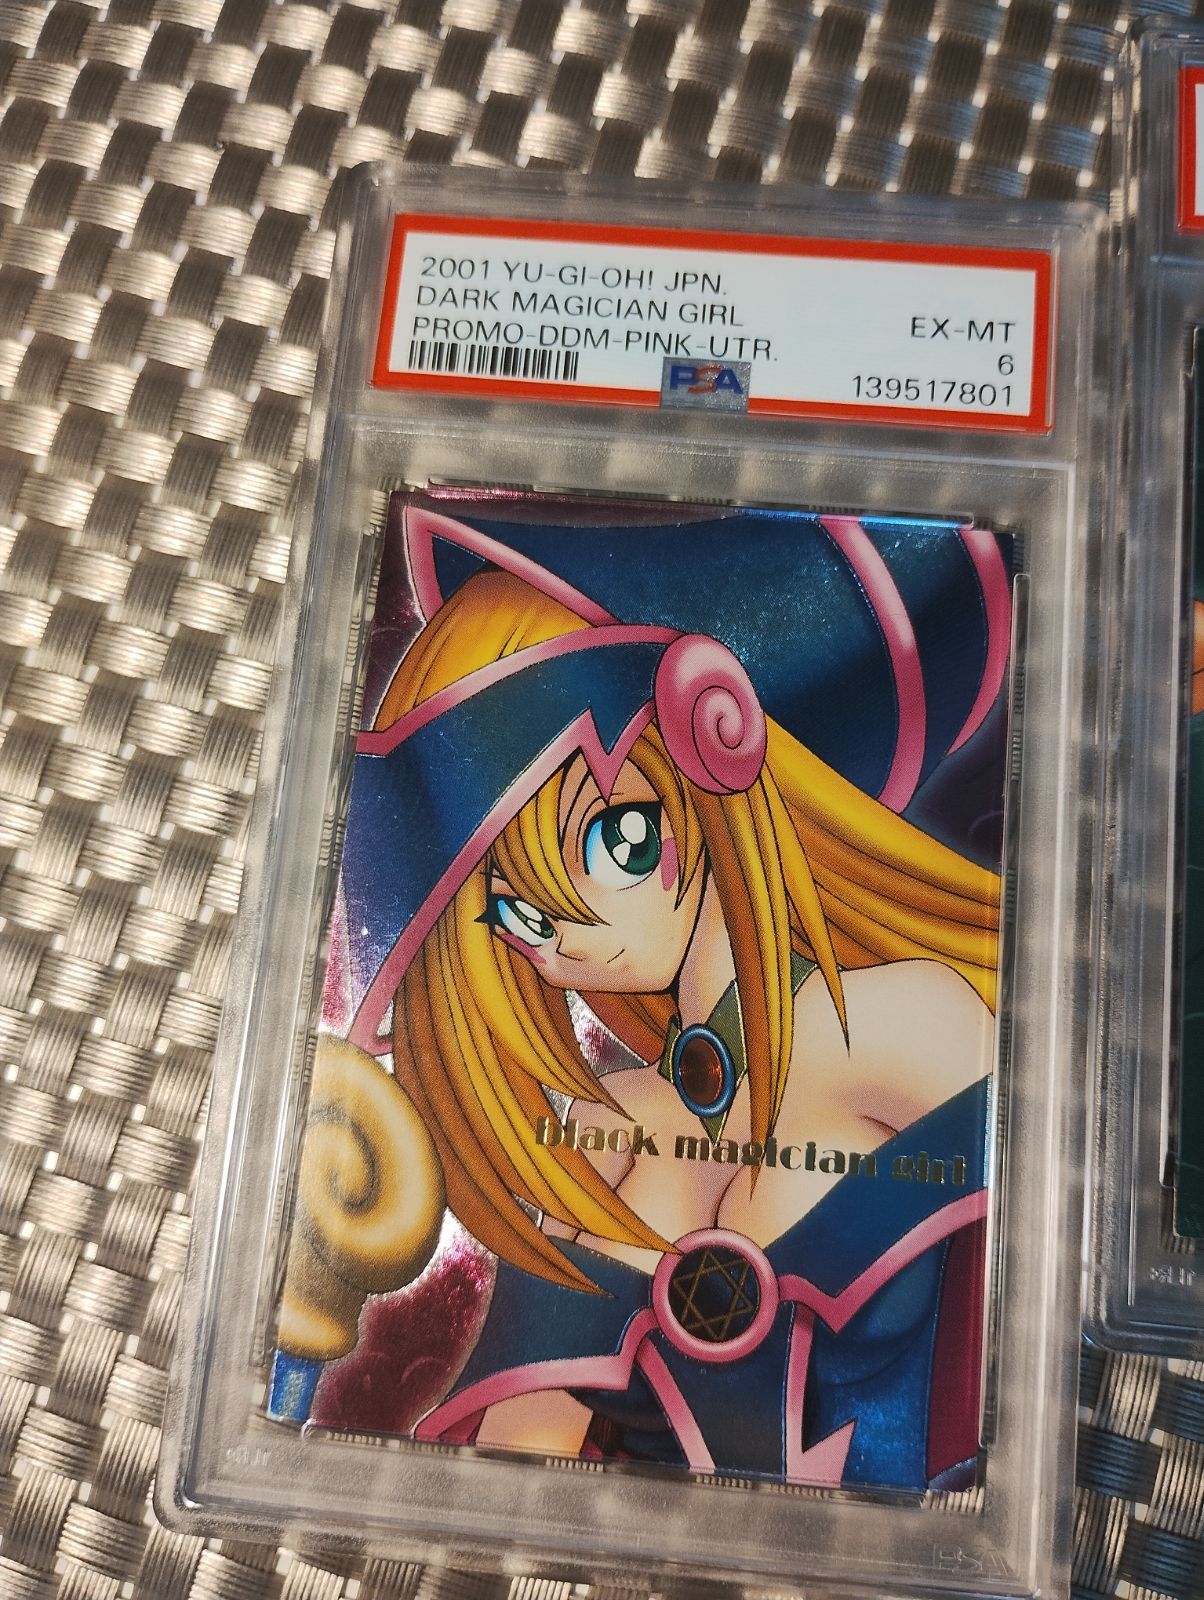 2001 YU-GI-OH! JPN.
DARK MAGICIAN GIRL
PROMO-DDM-PINK-UTR.
EX-MT
6
139517801
PSA
black magician girl
PSA